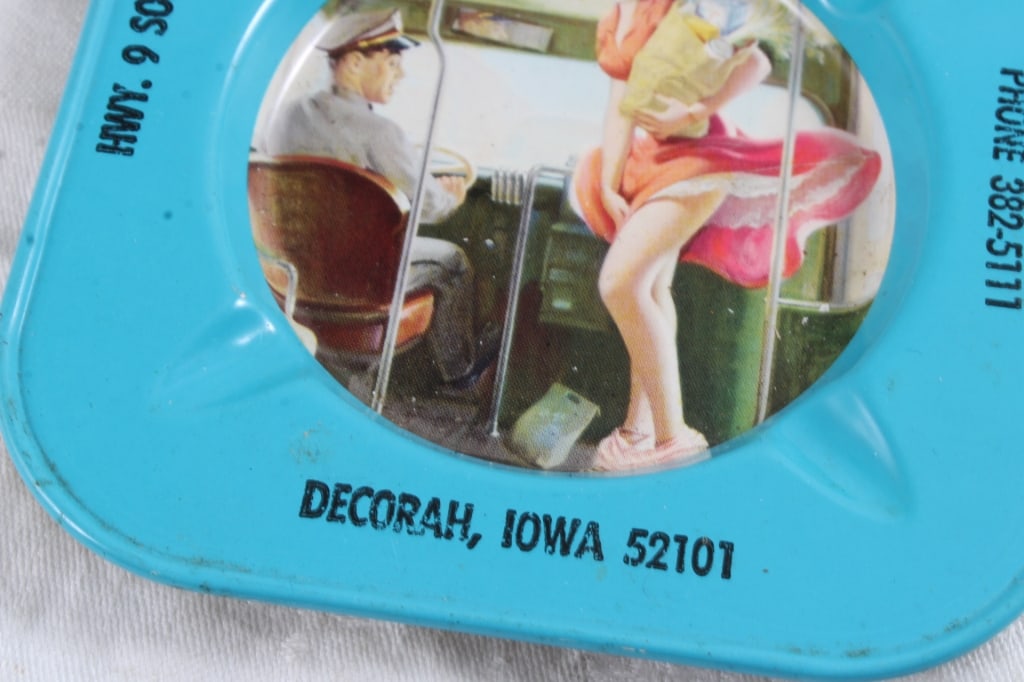 HWY. 9 SO
PHONE 382-5111
DECORAH, IOWA 52101